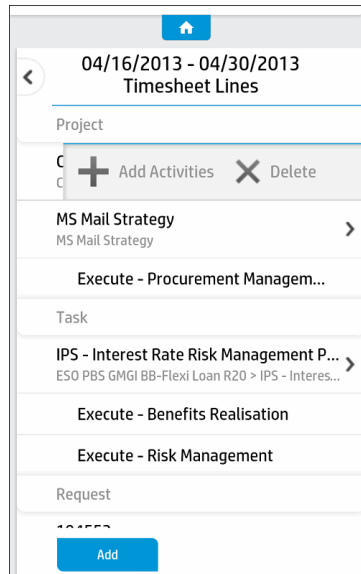 04/16/2013 - 04/30/2013
Timesheet Lines
Project
Add Activities Delete
MS Mail Strategy
MS Mail Strategy
Execute - Procurement Managem...
Task
IPS - Interest Rate Risk Management P...
ESO PBS GMGI BB-Flexi Loan R20 > IPS - Interes...
Execute - Benefits Realisation
Execute - Risk Management
Request
Add